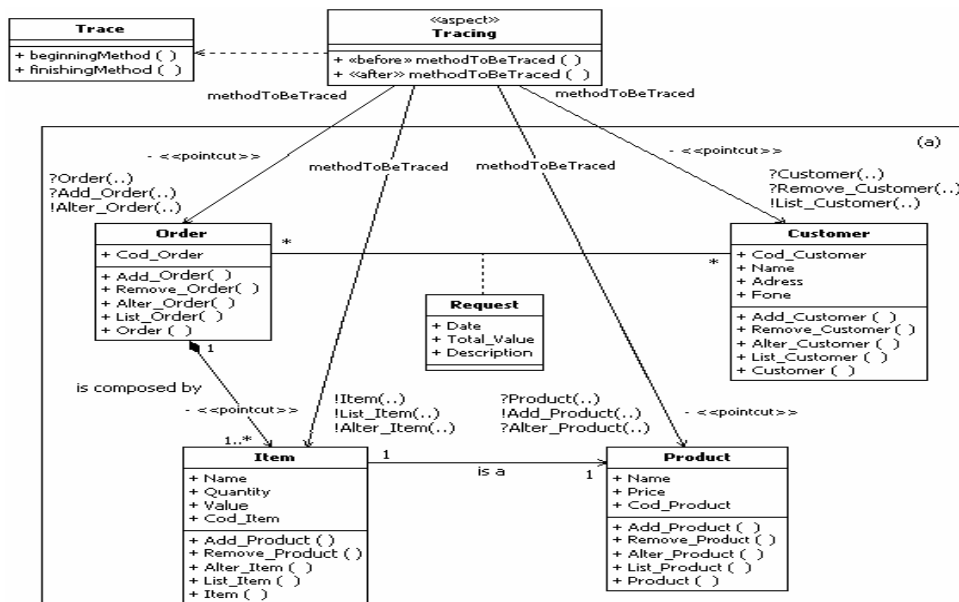 Trace
+ beginningMethod ( )
+ finishingMethod ( )
«aspect»
Tracing
+ «before» methodToBeTraced ( )
+ «after» methodToBeTraced ( )
methodToBeTraced
methodToBeTraced
(a)
- <<pointcut>>
methodToBeTraced
methodToBeTraced
- <<pointcut>>
?Order(..)
?Add_Order(..)
!Alter_Order(..)
?Customer(..)
?Remove_Customer(..)
!List_Customer(..)
Order
+ Cod_Order
+ Add_Order( )
+ Remove_Order( )
+ Alter_Order( )
+ List_Order( )
+ Order ( )
*
*
Customer
+ Cod_Customer
+ Name
+ Adress
+ Fone
+ Add_Customer ( )
+ Remove_Customer ( )
+ Alter_Customer ( )
+ List_Customer ( )
+ Customer ( )
Request
+ Date
+ Total_Value
+ Description
1
is composed by
- <<pointcut>>
1..*
!Item(..)
!List_Item(..)
!Alter_Item(..)
?Product(..)
!Add_Product(..)
?Alter_Product(..)
- <<pointcut>>
Item
+ Name
+ Quantity
+ Value
+ Cod_Item
+ Add_Product ( )
+ Remove_Product ( )
+ Alter_Item ( )
+ List_Item ( )
+ Item ( )
1
is a
1
Product
+ Name
+ Price
+ Cod_Product
+ Add_Product ( )
+ Remove_Product ( )
+ Alter_Product ( )
+ List_Product ( )
+ Product ( )